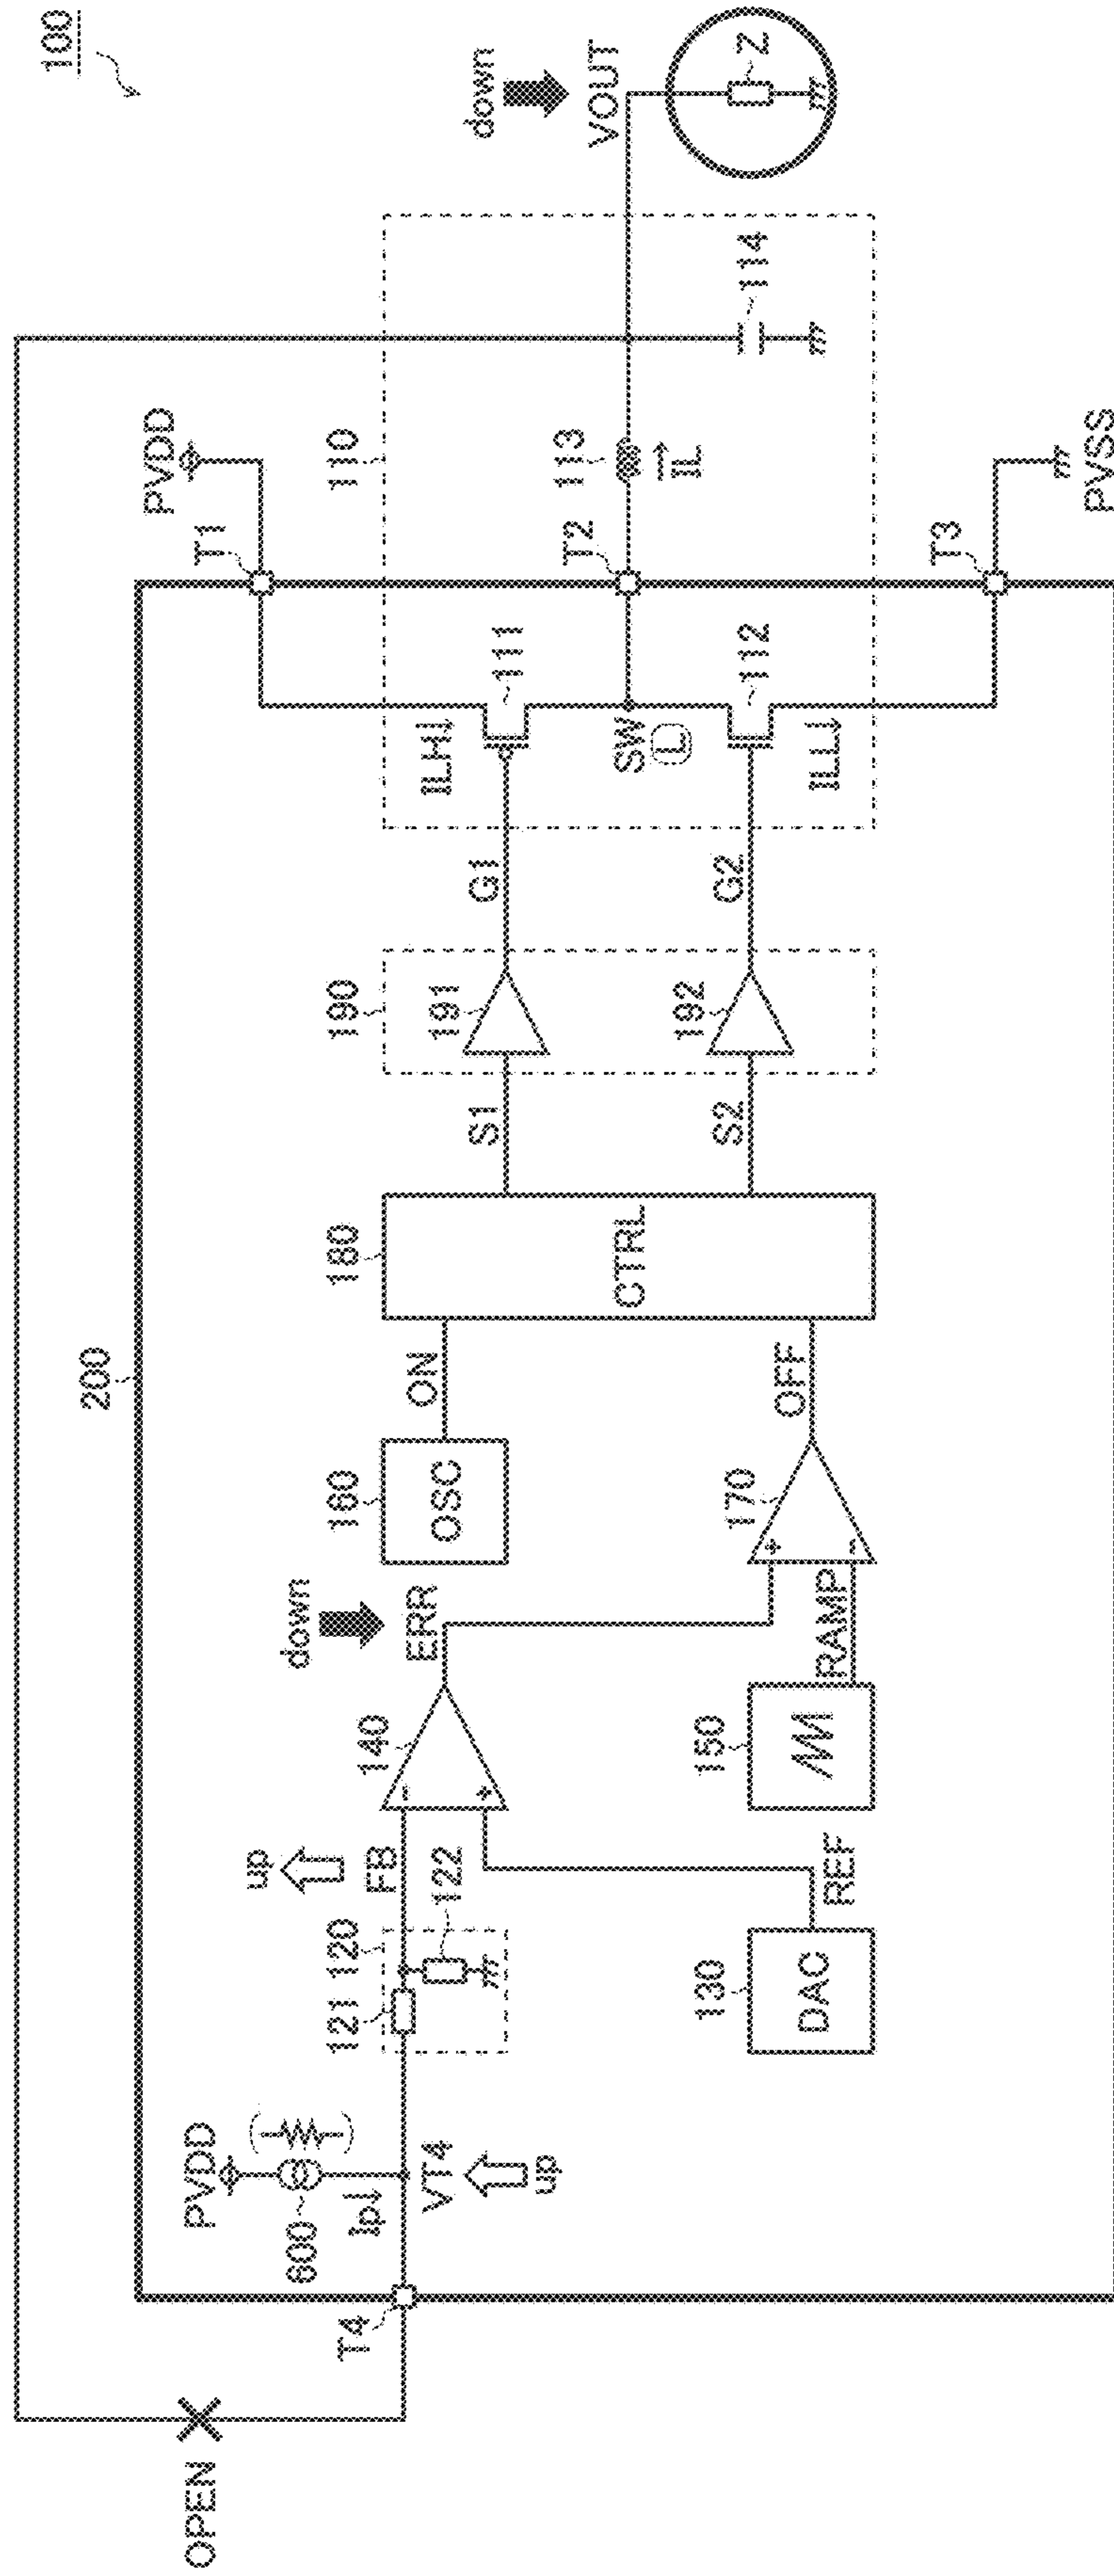 100
OPEN
T4
PVDD
600
Ip
VT4
up
200
120
121
122
FB
up
130
DAC
REF
140
down
ERR
150
RAMP
160
OSC
ON
170
OFF
180
CTRL
S1
S2
190
191
192
G1
G2
110
ILH
111
SW
L
112
ILL
PVDD
T1
T2
T3
PVSS
113
IL
114
down
VOUT
Z
+
-
+
-